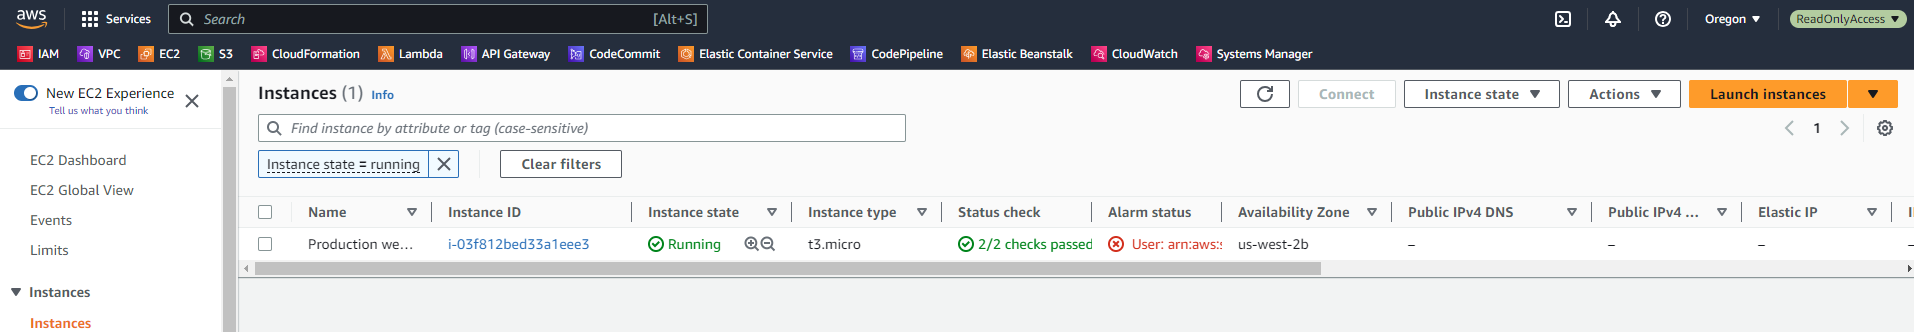 aws Services Search [Alt+S] Oregon ReadOnlyAccess
IAM VPC EC2 S3 CloudFormation Lambda API Gateway CodeCommit Elastic Container Service CodePipeline Elastic Beanstalk CloudWatch Systems Manager
New EC2 Experience
Tell us what you think
EC2 Dashboard
EC2 Global View
Events
Limits
Instances
Instances
Instances (1) Info Connect Instance state Actions Launch instances
Find instance by attribute or tag (case-sensitive) 1
Instance state = running Clear filters
Name Instance ID Instance state Instance type Status check Alarm status Availability Zone Public IPv4 DNS Public IPv4 ... Elastic IP
Production we... i-03f812bed33a1eee3 Running t3.micro 2/2 checks passed User: arn:aws:s us-west-2b – – –